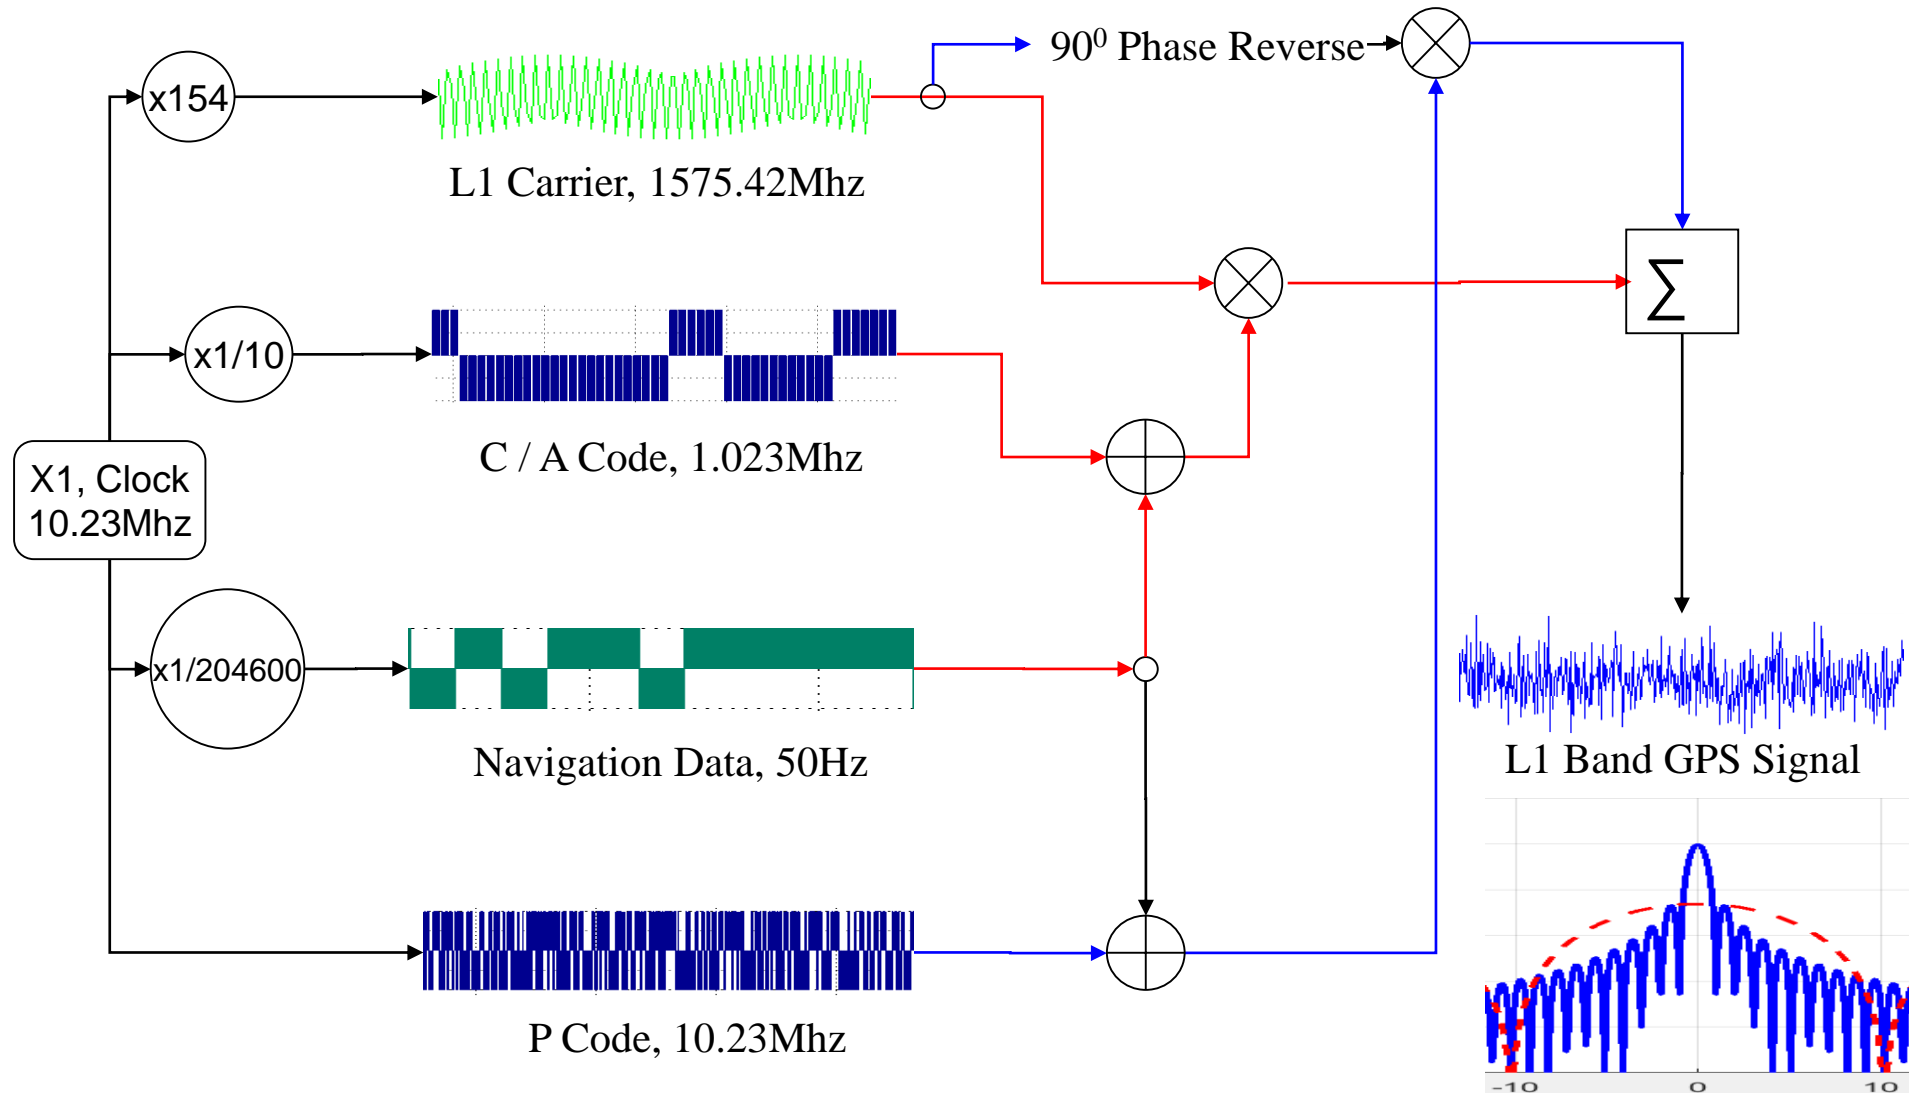 90⁰ Phase Reverse
x154
L1 Carrier, 1575.42Mhz
∑
x1/10
C / A Code, 1.023Mhz
X1, Clock
10.23Mhz
x1/204600
Navigation Data, 50Hz
L1 Band GPS Signal
P Code, 10.23Mhz
-10 0 10